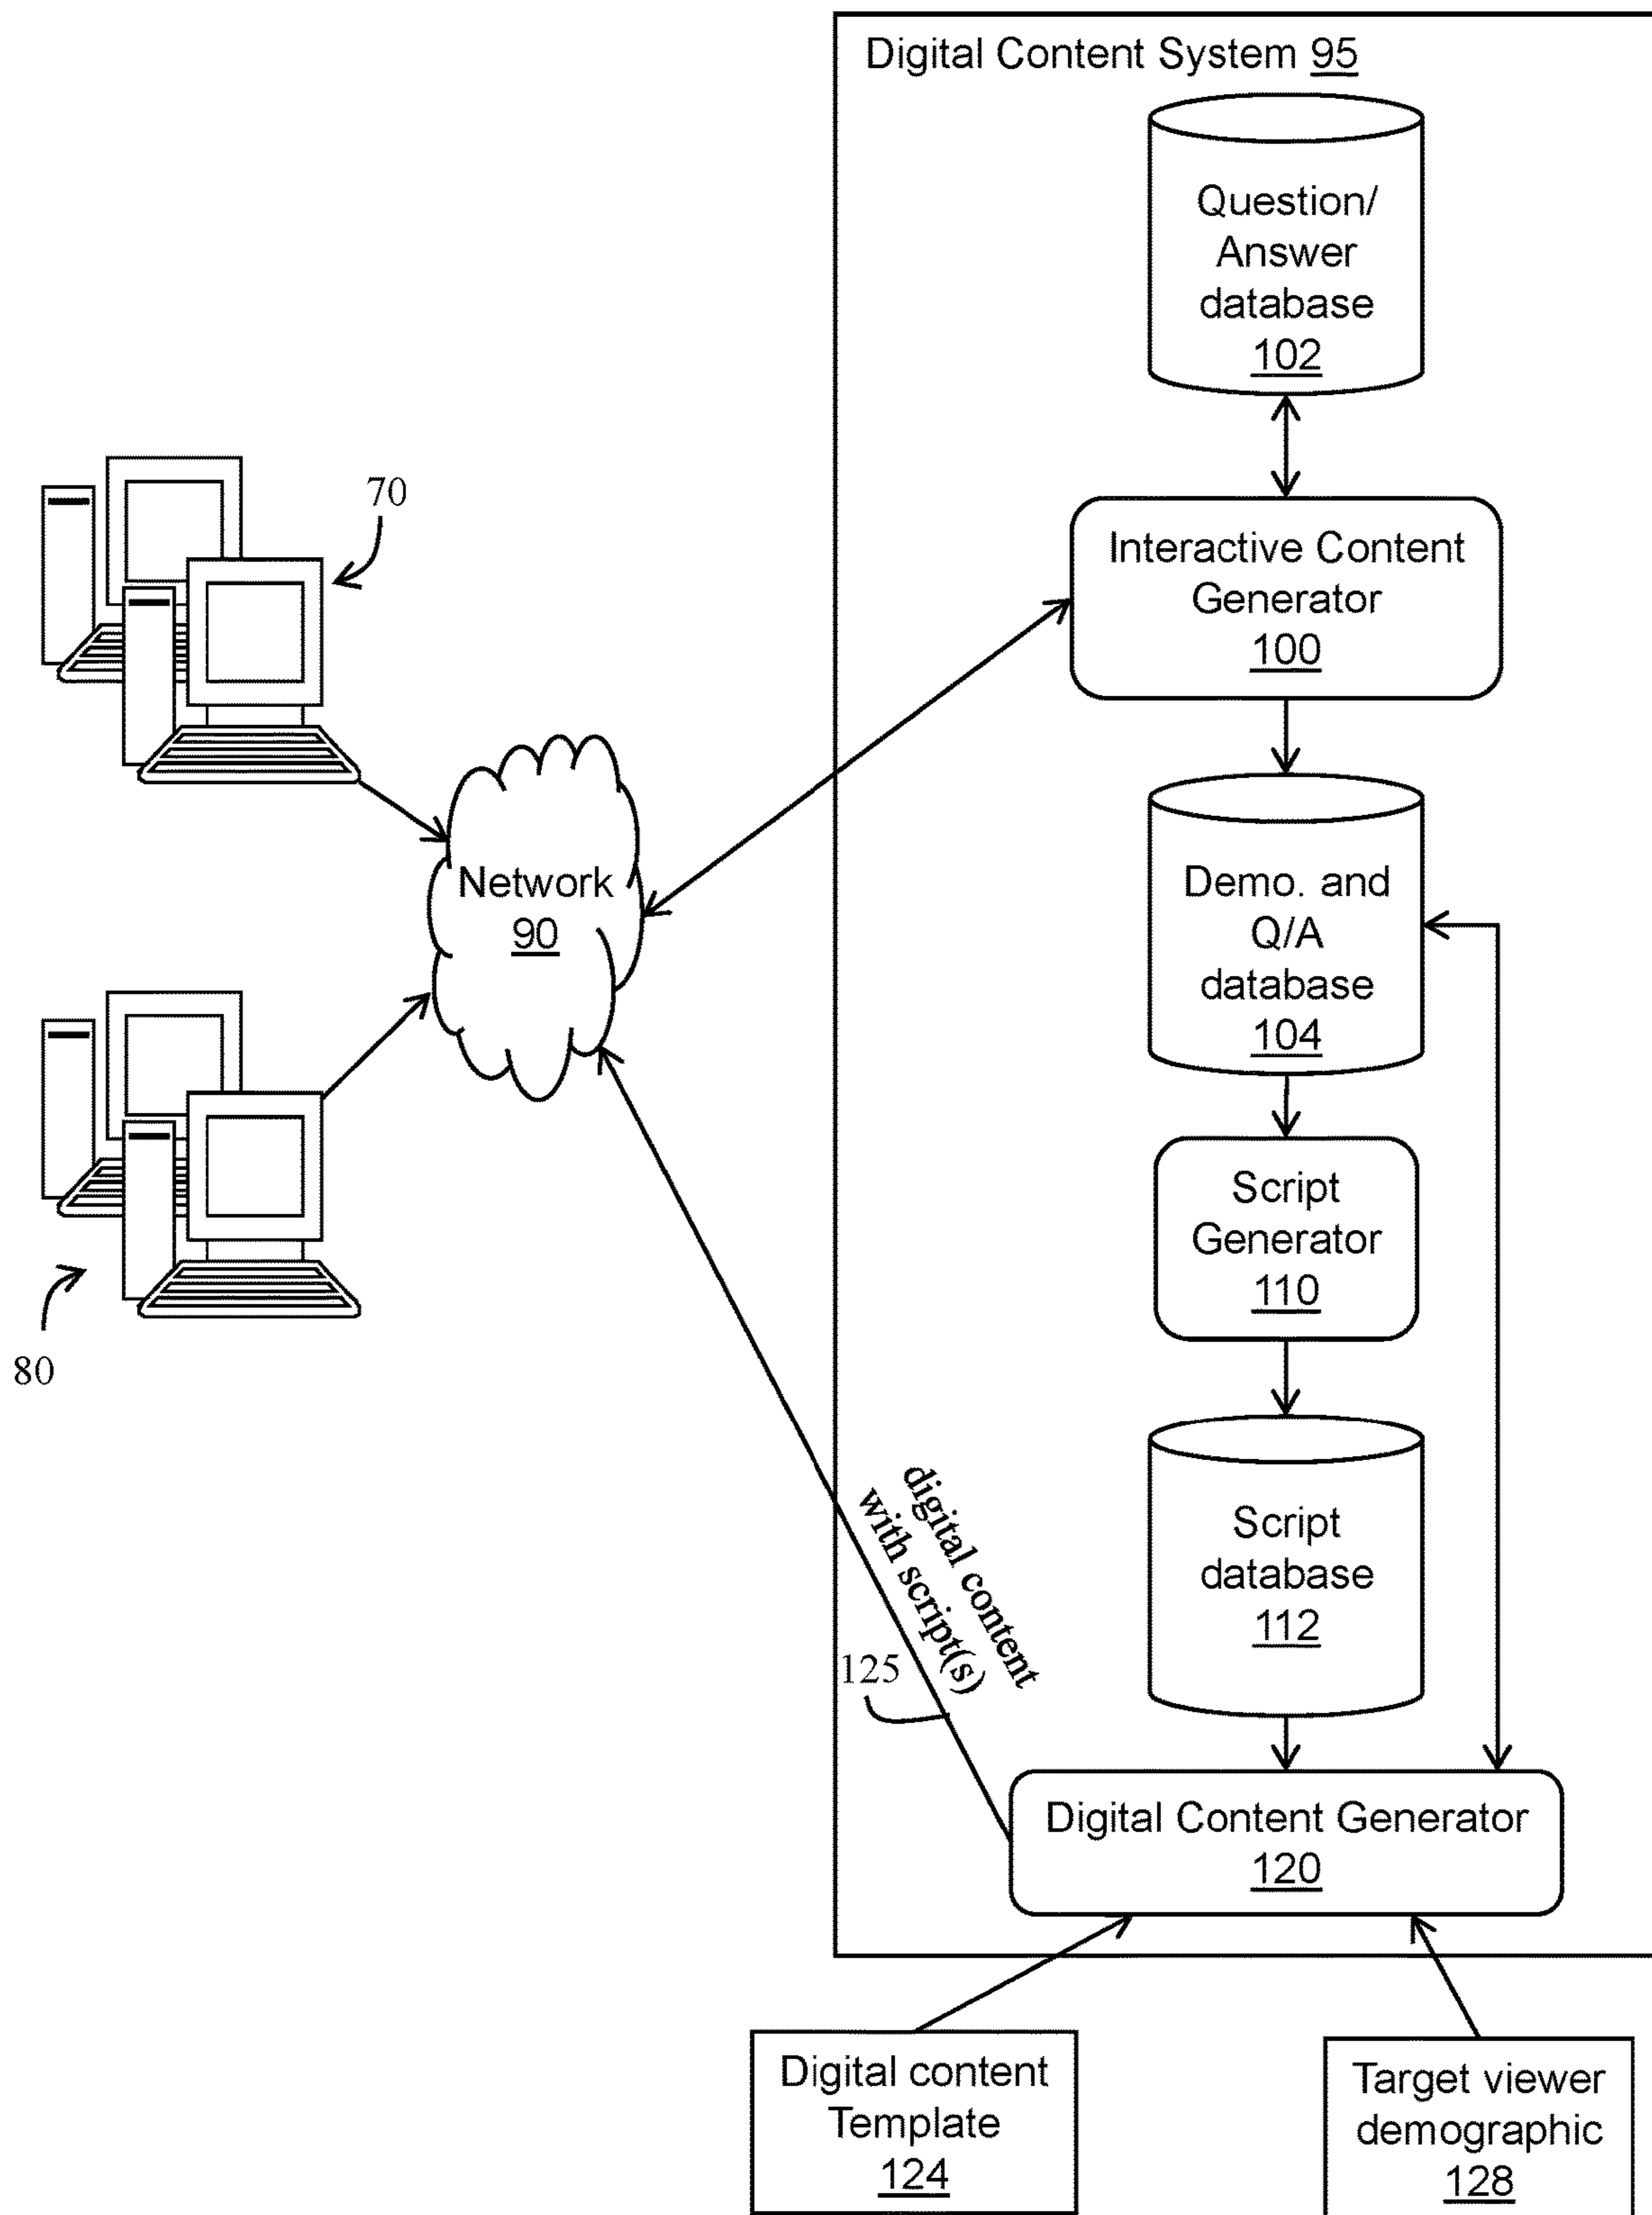 Digital Content System 95
Question/
Answer
database
102
70
Interactive Content
Generator
100
Network
90
Demo. and
Q/A
database
104
Script
Generator
110
80
digital content
with script(s)
125
Script
database
112
Digital Content Generator
120
Digital content
Template
124
Target viewer
demographic
128